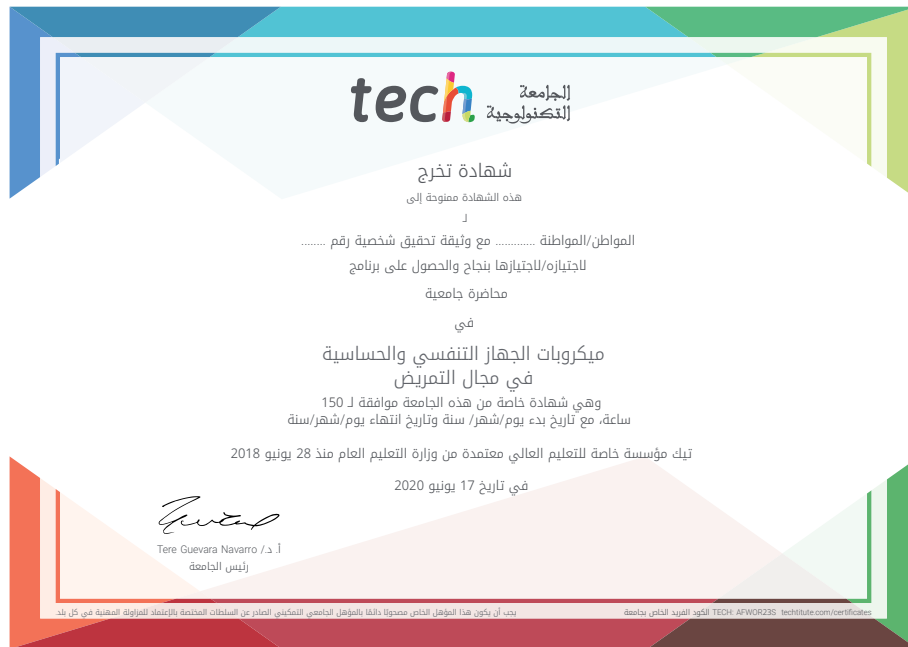 tech الجامعة
التكنولوجية
شهادة تخرج
هذه الشهادة ممنوحة إلى
لـ
المواطن/المواطنة ............. مع وثيقة تحقيق شخصية رقم ........
لاجتيازه/لاجتيازها بنجاح والحصول على برنامج
محاضرة جامعية
في
ميكروبات الجهاز التنفسي والحساسية
في مجال التمريض
وهي شهادة خاصة من هذه الجامعة موافقة لـ 150
ساعة، مع تاريخ بدء يوم/شهر/ سنة وتاريخ انتهاء يوم/شهر/سنة
تيك مؤسسة خاصة للتعليم العالي معتمدة من وزارة التعليم العام منذ 28 يونيو 2018
في تاريخ 17 يونيو 2020
أ. د./ Tere Guevara Navarro
رئيس الجامعة
يجب أن يكون هذا المؤهل الخاص مصحوبًا دائمًا بالمؤهل الجامعي التمكيني الصادر عن السلطات المختصة بالإعتماد للمزاولة المهنية في كل بلد.
الكود الفريد الخاص بجامعة TECH: AFWOR23S techtitute.com/certificates